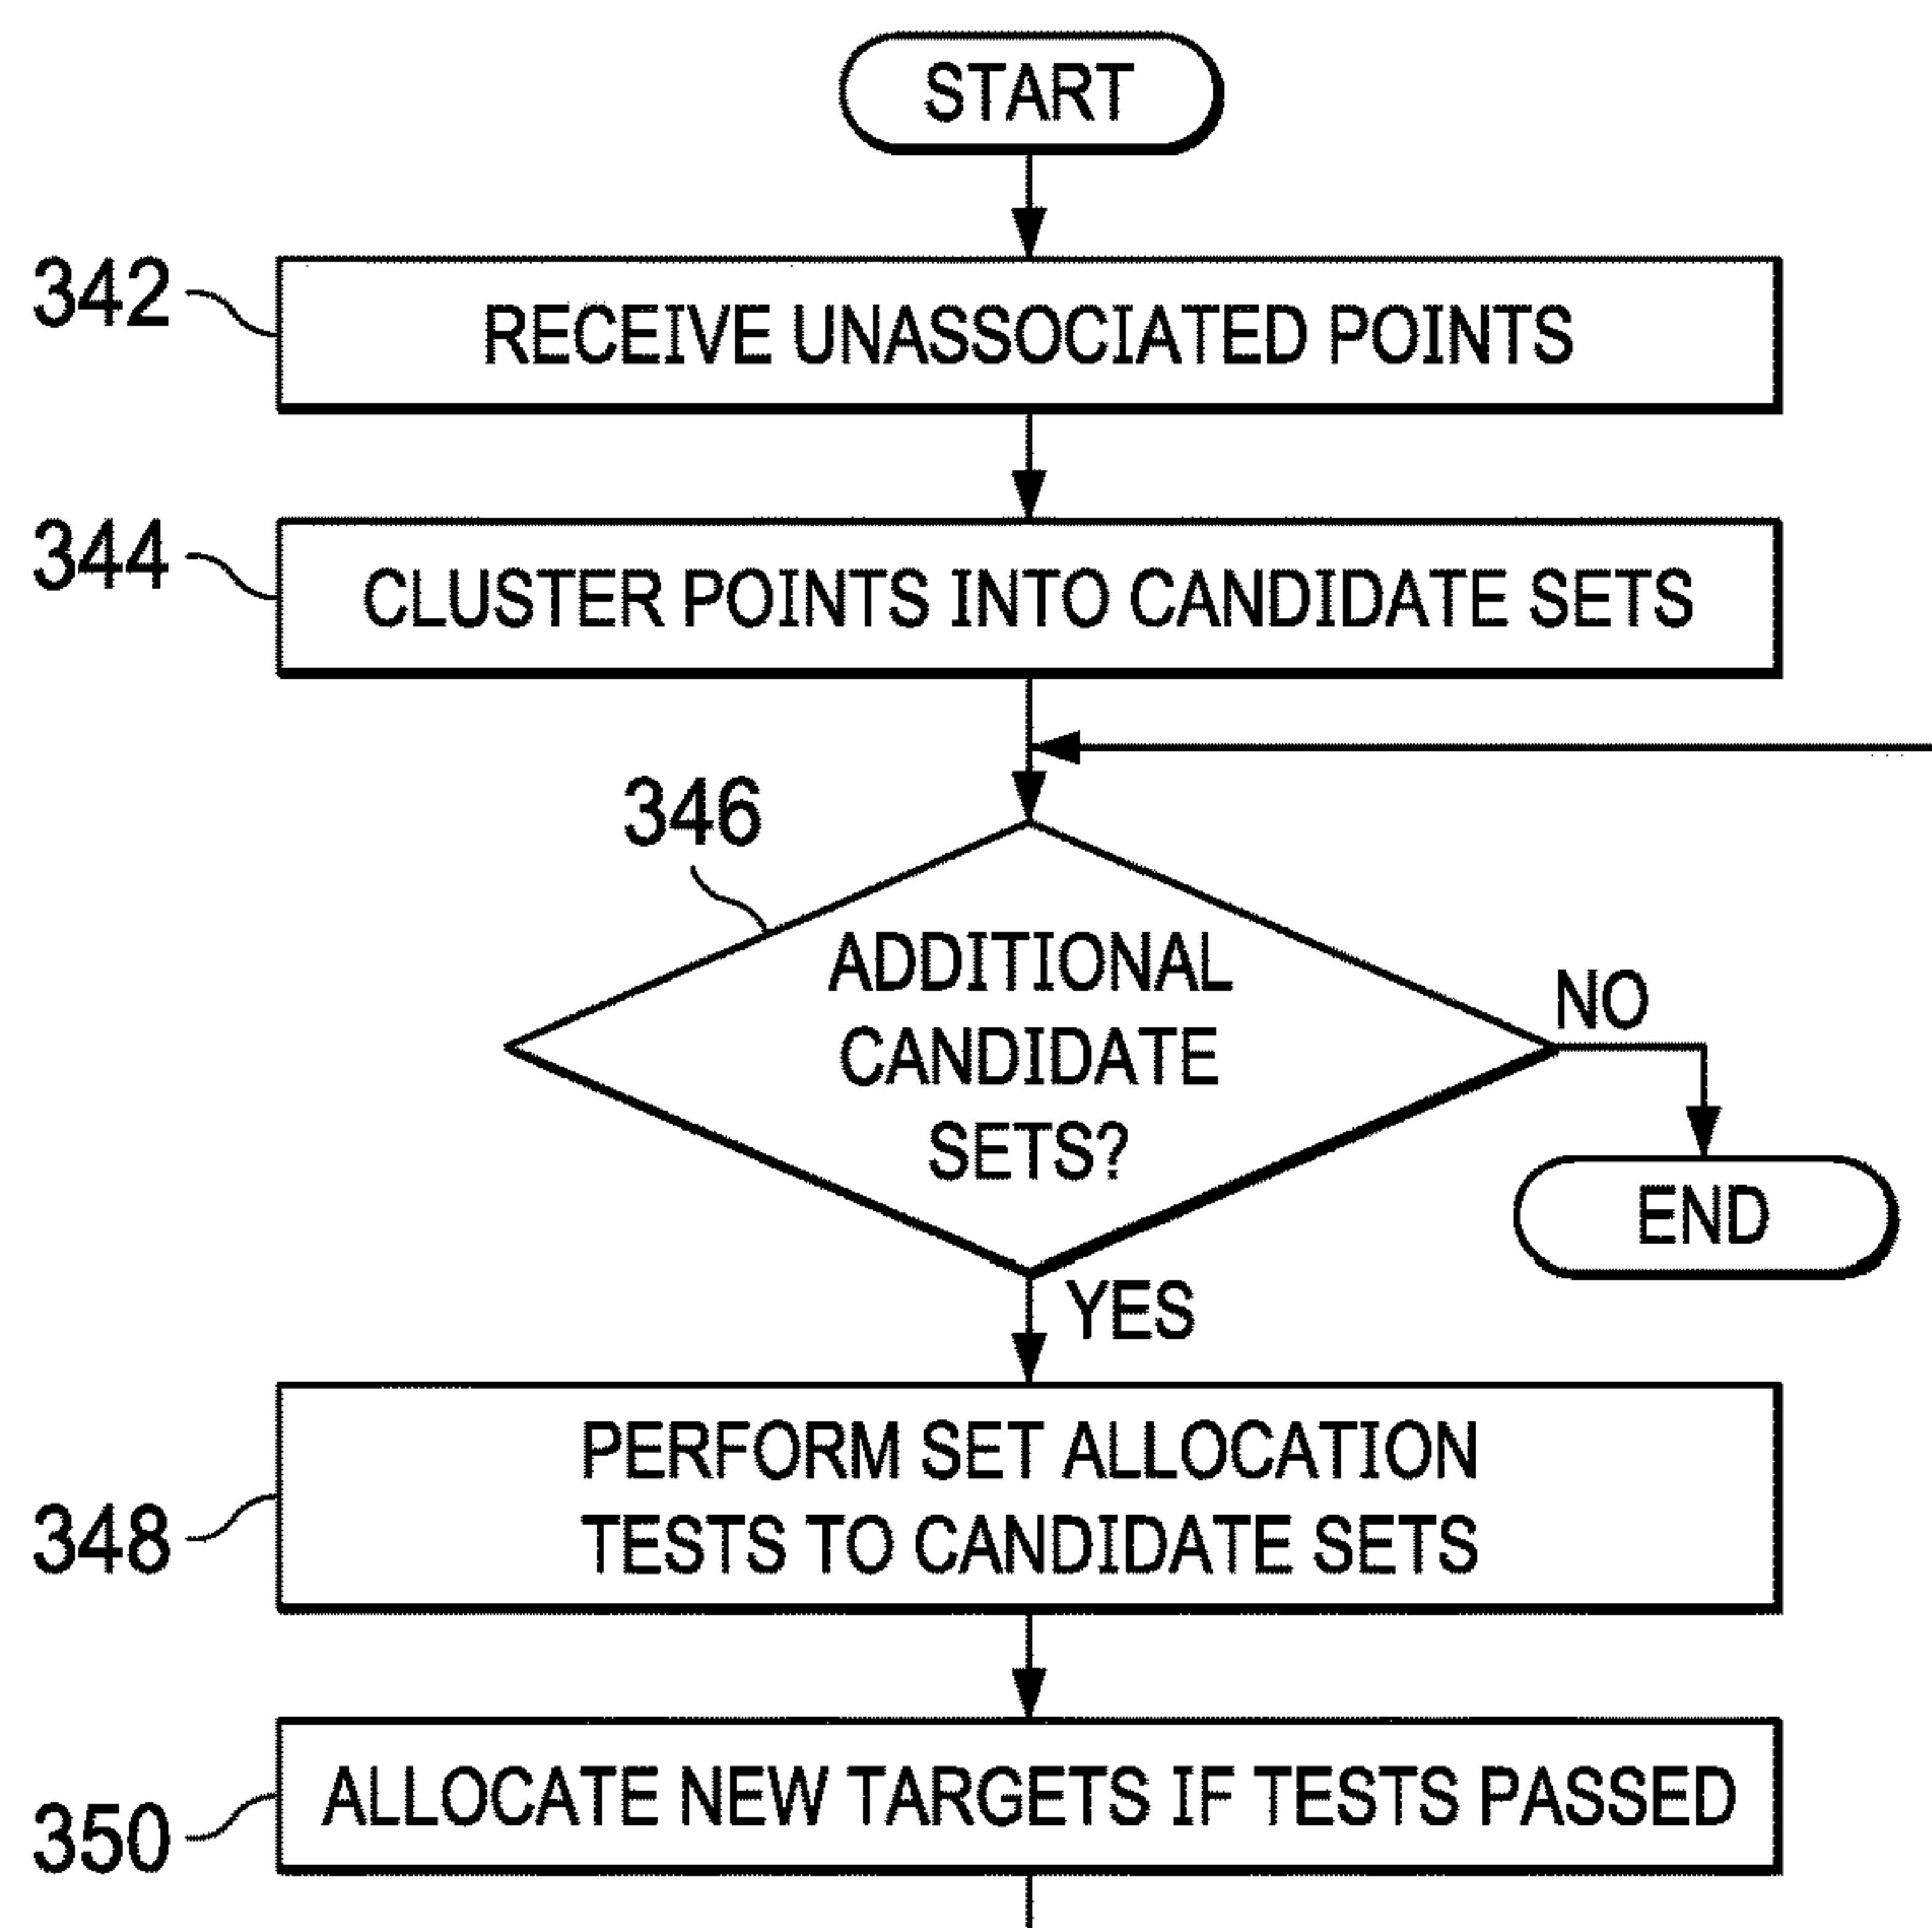 START
342
RECEIVE UNASSOCIATED POINTS
344
CLUSTER POINTS INTO CANDIDATE SETS
346
ADDITIONAL
CANDIDATE
SETS?
NO
END
YES
348
PERFORM SET ALLOCATION
TESTS TO CANDIDATE SETS
350
ALLOCATE NEW TARGETS IF TESTS PASSED